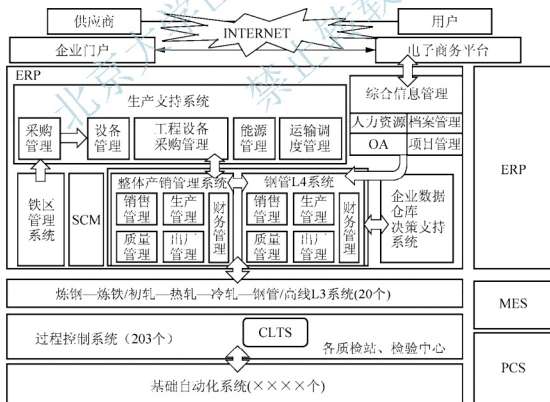 供应商
用户
INTERNET
企业门户
电子商务平台
ERP
生产支持系统
综合信息管理
采购管理
设备管理
工程设备采购管理
能源管理
运输调度管理
人力资源
档案管理
OA
项目管理
ERP
铁区管理系统
SCM
整体产销管理系统
销售管理
生产管理
质量管理
出厂管理
财务管理
钢管L4系统
销售管理
生产管理
质量管理
出厂管理
财务管理
企业数据仓库
决策支持系统
炼钢—炼铁/初轧—热轧—冷轧—钢管/高线L3系统(20个)
MES
过程控制系统（203个）
CLTS
各质检站、检验中心
PCS
基础自动化系统(××××个)
北京大学
禁止转载